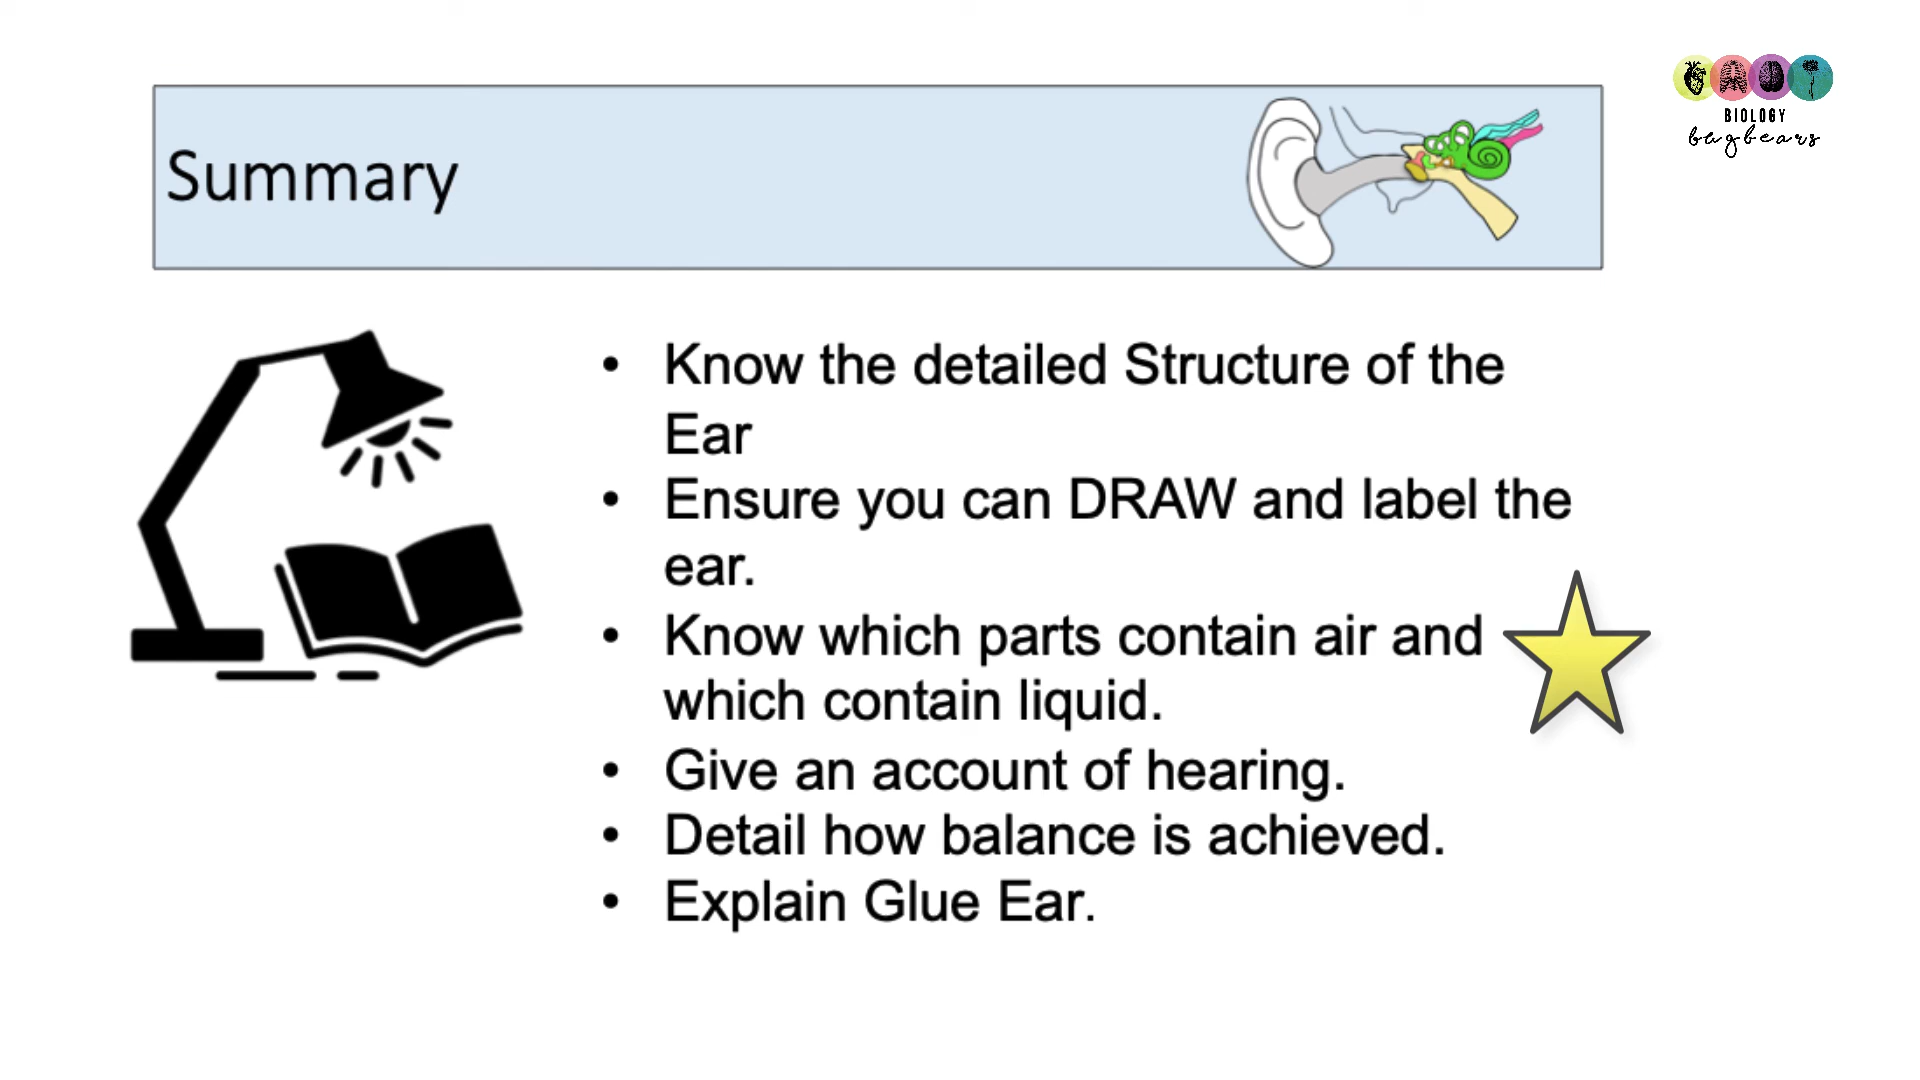 BIOLOGY
bugbears
Summary
• Know the detailed Structure of the
Ear
• Ensure you can DRAW and label the
ear.
• Know which parts contain air and
which contain liquid.
• Give an account of hearing.
• Detail how balance is achieved.
• Explain Glue Ear.